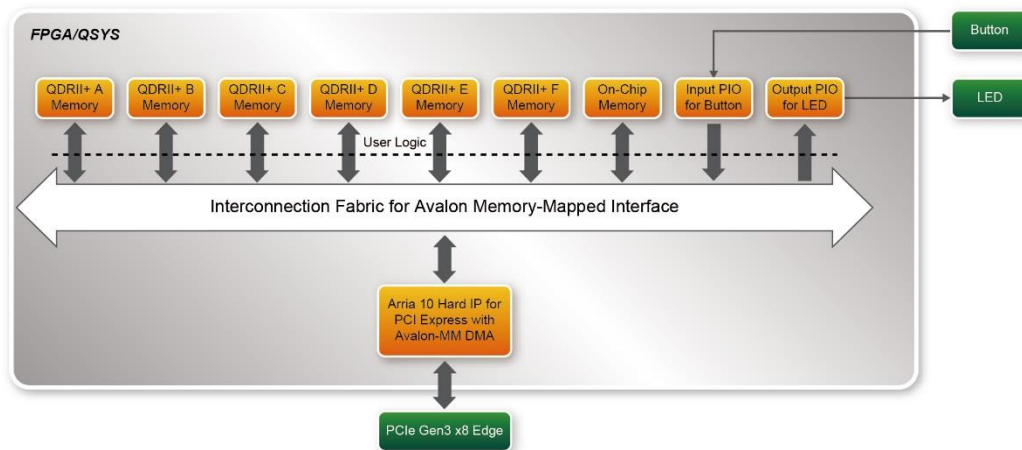 FPGA/QSYS
Button
LED
QDRII+ A
Memory
QDRII+ B
Memory
QDRII+ C
Memory
QDRII+ D
Memory
QDRII+ E
Memory
QDRII+ F
Memory
On-Chip
Memory
Input PIO
for Button
Output PIO
for LED
User Logic
Interconnection Fabric for Avalon Memory-Mapped Interface
Arria 10 Hard IP for
PCI Express with
Avalon-MM DMA
PCIe Gen3 x8 Edge